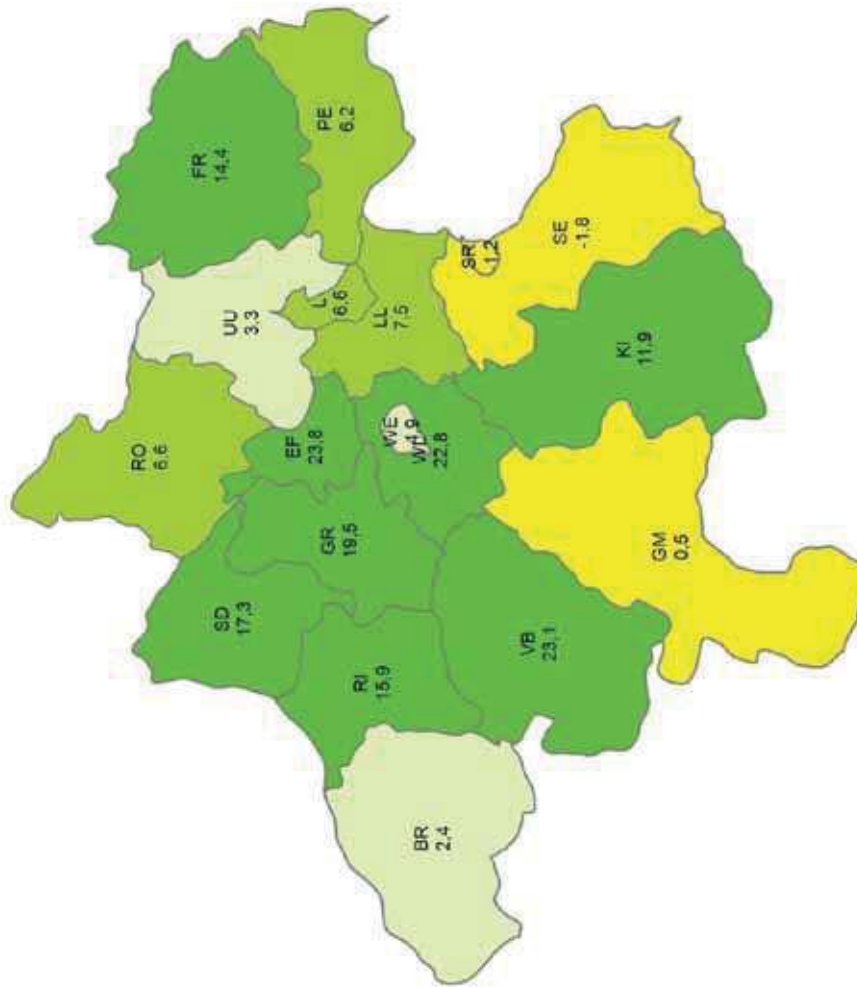 RO
6,6
FR
14,4
SD
17,3
UU
3,3
EF
23,8
L
6,6
GR
19,5
PE
6,2
RI
15,9
LL
7,5
WE
4,9
22,8
BR
2,4
SR
1,2
VB
23,1
SE
-1,8
KI
11,9
GM
0,5